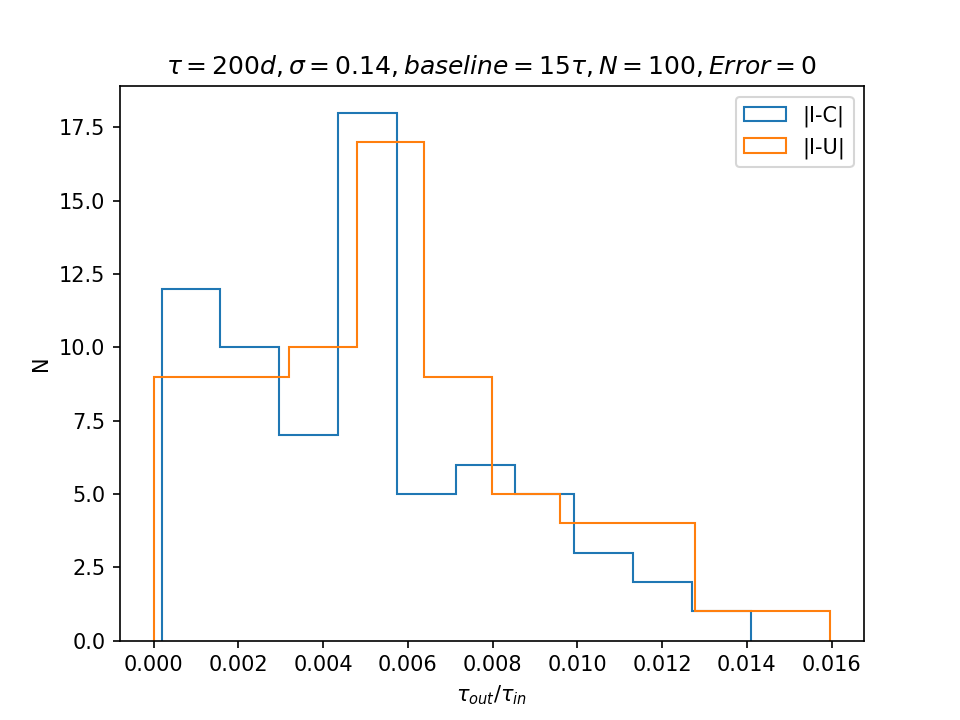 τ = 200d, σ = 0.14, baseline = 15τ, N = 100, Error = 0
|I-C|
|I-U|
17.5
15.0
12.5
10.0
7.5
5.0
2.5
0.0
N
0.000 0.002 0.004 0.006 0.008 0.010 0.012 0.014 0.016
τ_out/τ_in